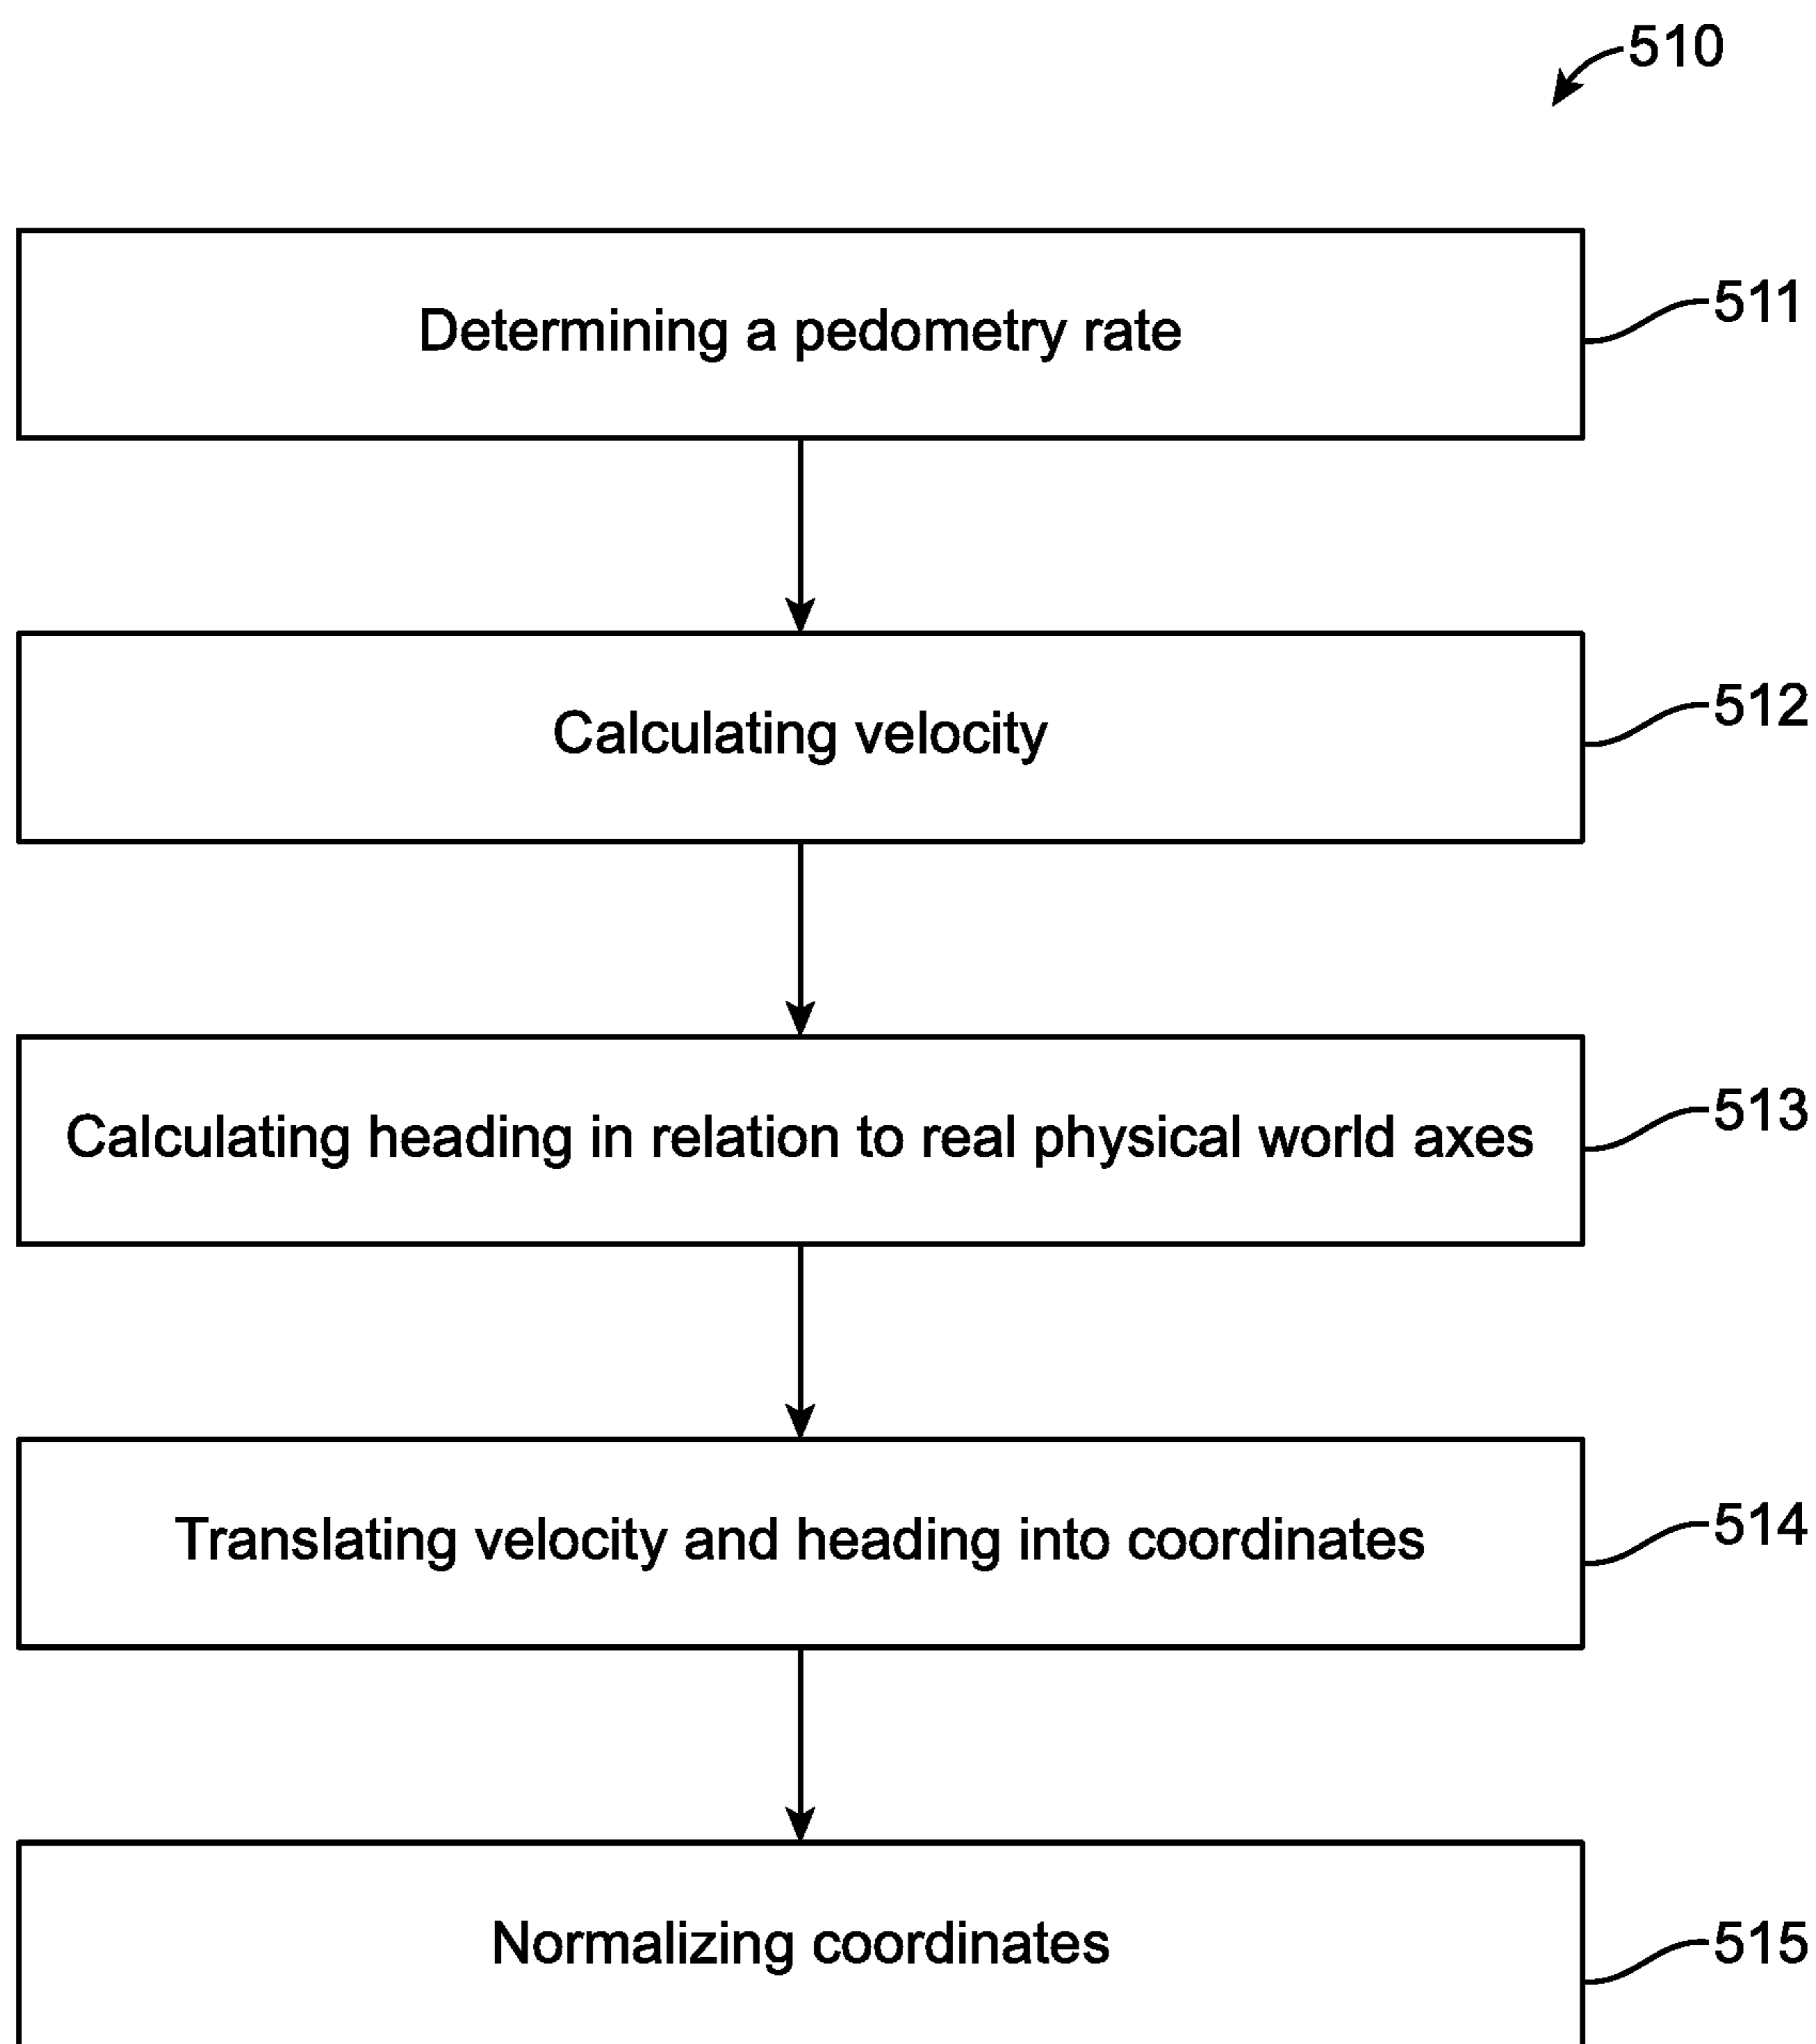 510
Determining a pedometry rate
511
Calculating velocity
512
Calculating heading in relation to real physical world axes
513
Translating velocity and heading into coordinates
514
Normalizing coordinates
515